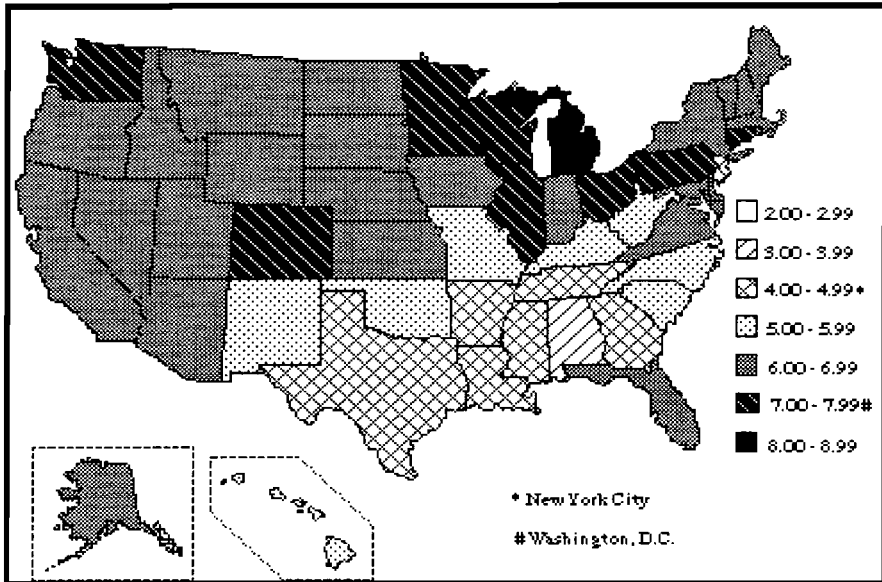 2.00 - 2.99
3.00 - 3.99
4.00 - 4.99*
5.00 - 5.99
6.00 - 6.99
7.00 - 7.99#
8.00 - 8.99
* New York City
# Washington, D.C.